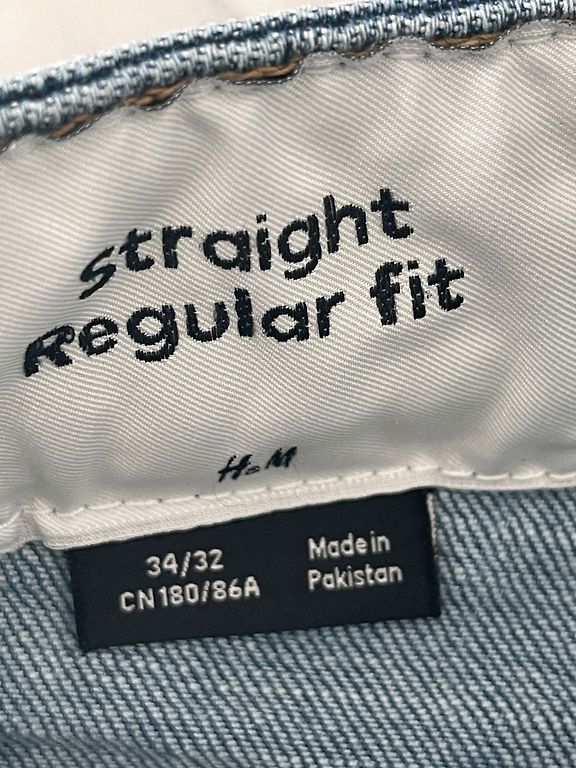 Straight
Regular fit
H&M
34/32
CN180/86A
Made in
Pakistan